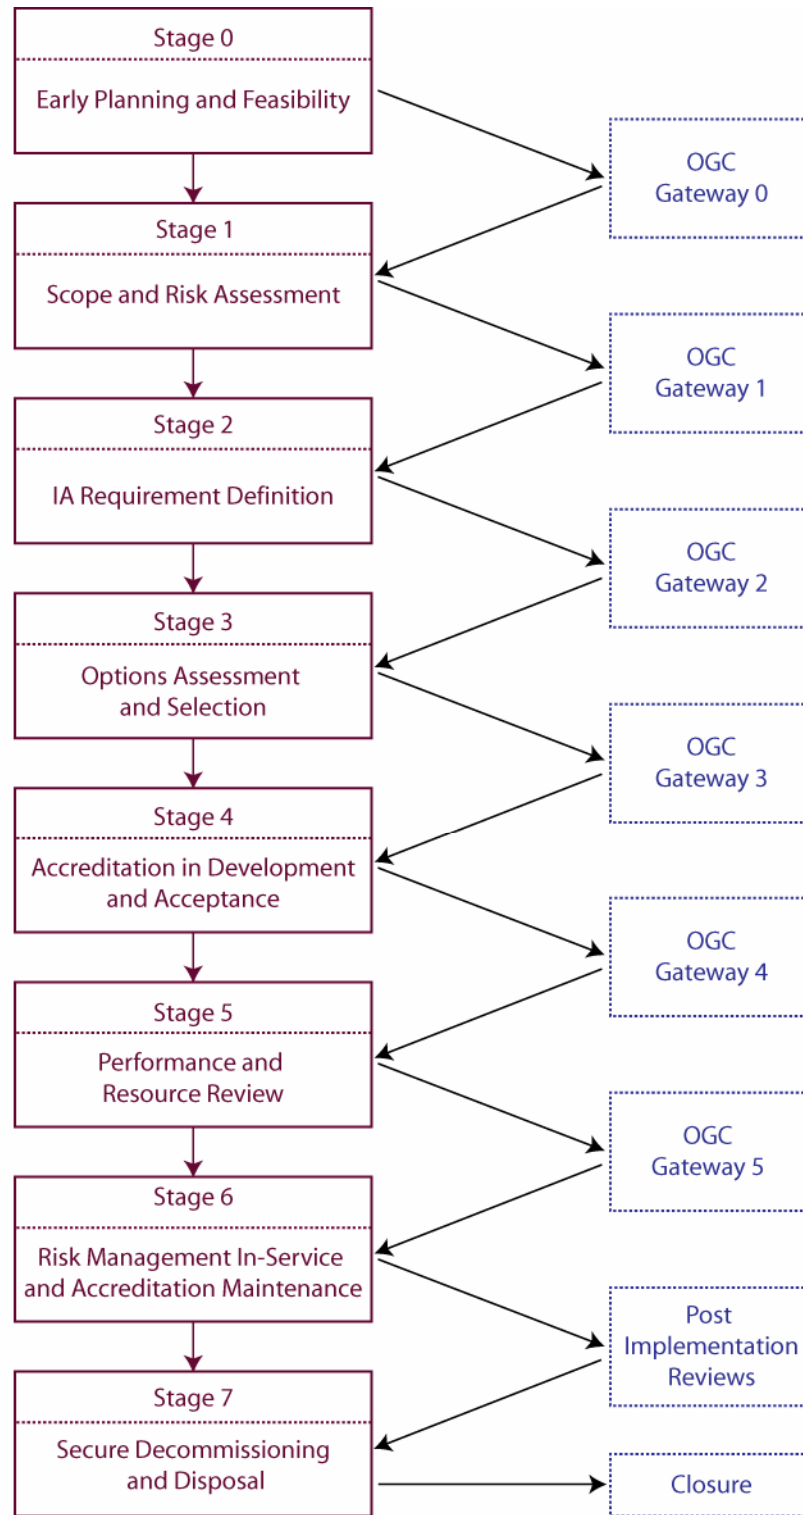 Stage 0
Early Planning and Feasibility
OGC
Gateway 0
Stage 1
Scope and Risk Assessment
OGC
Gateway 1
Stage 2
IA Requirement Definition
OGC
Gateway 2
Stage 3
Options Assessment
and Selection
OGC
Gateway 3
Stage 4
Accreditation in Development
and Acceptance
OGC
Gateway 4
Stage 5
Performance and
Resource Review
OGC
Gateway 5
Stage 6
Risk Management In-Service
and Accreditation Maintenance
Post
Implementation
Reviews
Stage 7
Secure Decommissioning
and Disposal
Closure